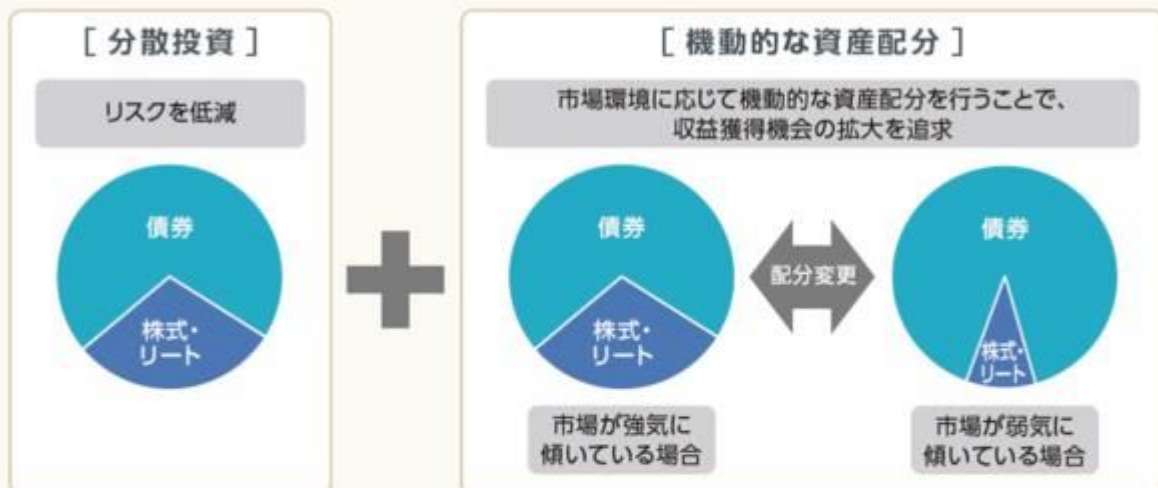 [ 分散投資 ]
リスクを低減
債券
株式・
リート
[ 機動的な資産配分 ]
市場環境に応じて機動的な資産配分を行うことで、
収益獲得機会の拡大を追求
債券
株式・
リート
市場が強気に
傾いている場合
配分変更
債券
株式・
リート
市場が弱気に
傾いている場合